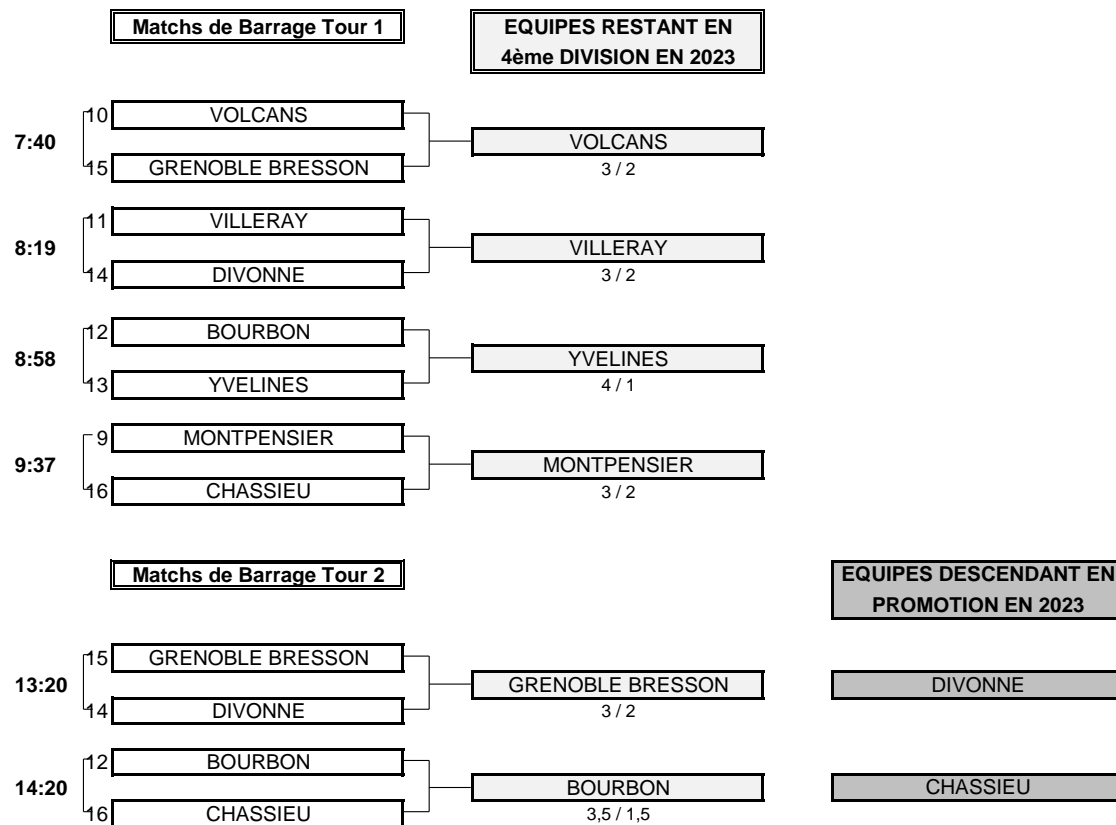 Matchs de Barrage Tour 1
EQUIPES RESTANT EN
4ème DIVISION EN 2023
10 VOLCANS
7:40 VOLCANS
15 GRENOBLE BRESSON 3 / 2
11 VILLERAY
8:19 VILLERAY
14 DIVONNE 3 / 2
12 BOURBON
8:58 YVELINES
13 YVELINES 4 / 1
9 MONTPENSIER
9:37 MONTPENSIER
16 CHASSIEU 3 / 2
Matchs de Barrage Tour 2
EQUIPES DESCENDANT EN
PROMOTION EN 2023
15 GRENOBLE BRESSON
13:20 GRENOBLE BRESSON DIVONNE
14 DIVONNE 3 / 2
12 BOURBON
14:20 BOURBON CHASSIEU
16 CHASSIEU 3,5 / 1,5